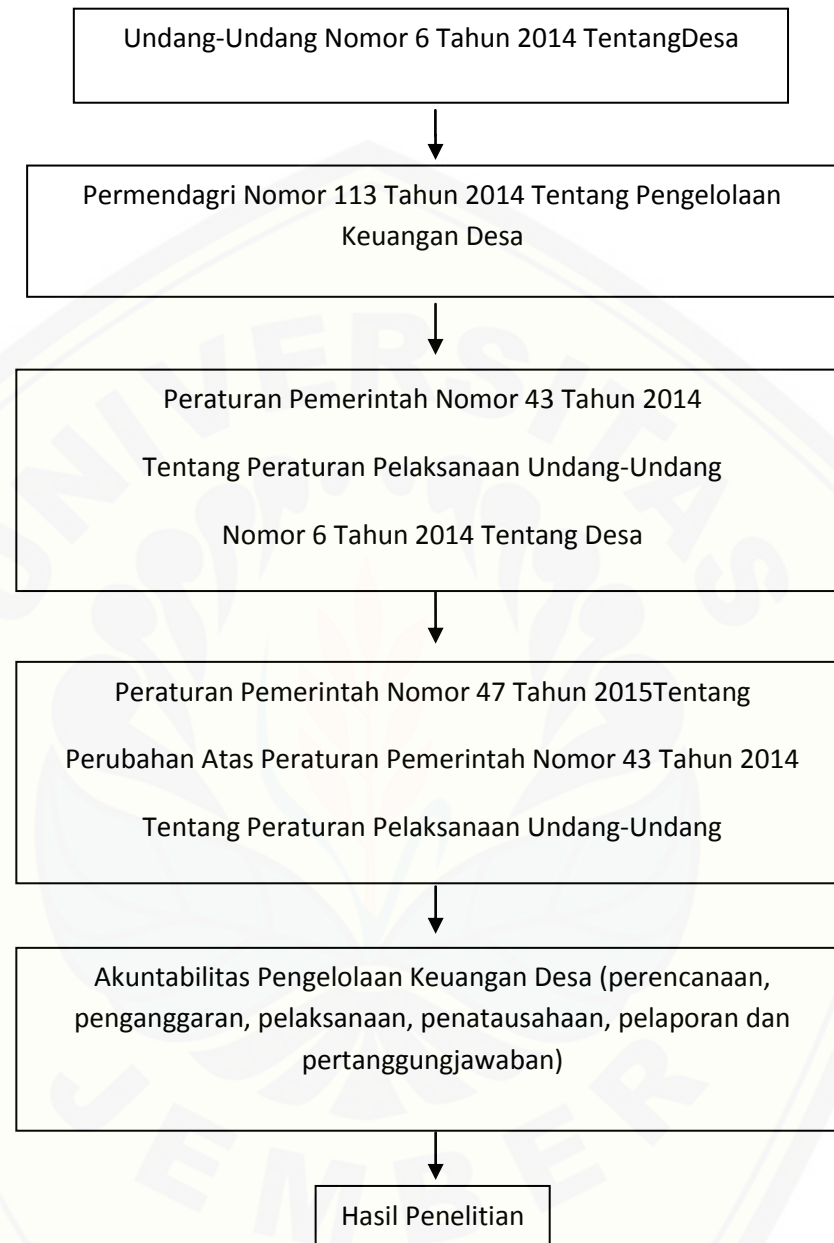 Undang-Undang Nomor 6 Tahun 2014 TentangDesa
Permendagri Nomor 113 Tahun 2014 Tentang Pengelolaan
Keuangan Desa
Peraturan Pemerintah Nomor 43 Tahun 2014
Tentang Peraturan Pelaksanaan Undang-Undang
Nomor 6 Tahun 2014 Tentang Desa
Peraturan Pemerintah Nomor 47 Tahun 2015Tentang
Perubahan Atas Peraturan Pemerintah Nomor 43 Tahun 2014
Tentang Peraturan Pelaksanaan Undang-Undang
Akuntabilitas Pengelolaan Keuangan Desa (perencanaan,
penganggaran, pelaksanaan, penatausahaan, pelaporan dan
pertanggungjawaban)
Hasil Penelitian
UNIVERSITAS
JEMBER